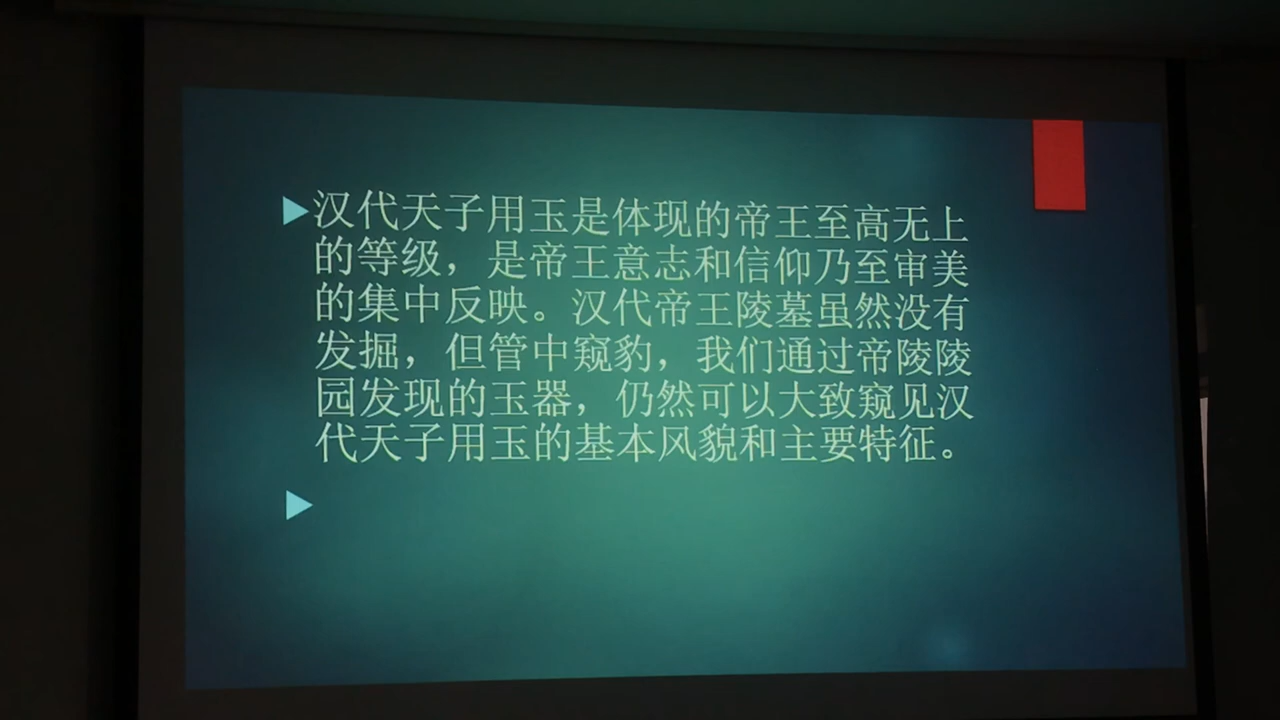 汉代天子用玉是体现的帝王至高无上
的等级，是帝王意志和信仰乃至审美
的集中反映。汉代帝王陵墓虽然没有
发掘，但管中窥豹，我们通过帝陵陵
园发现的玉器，仍然可以大致窥见汉
代天子用玉的基本风貌和主要特征。